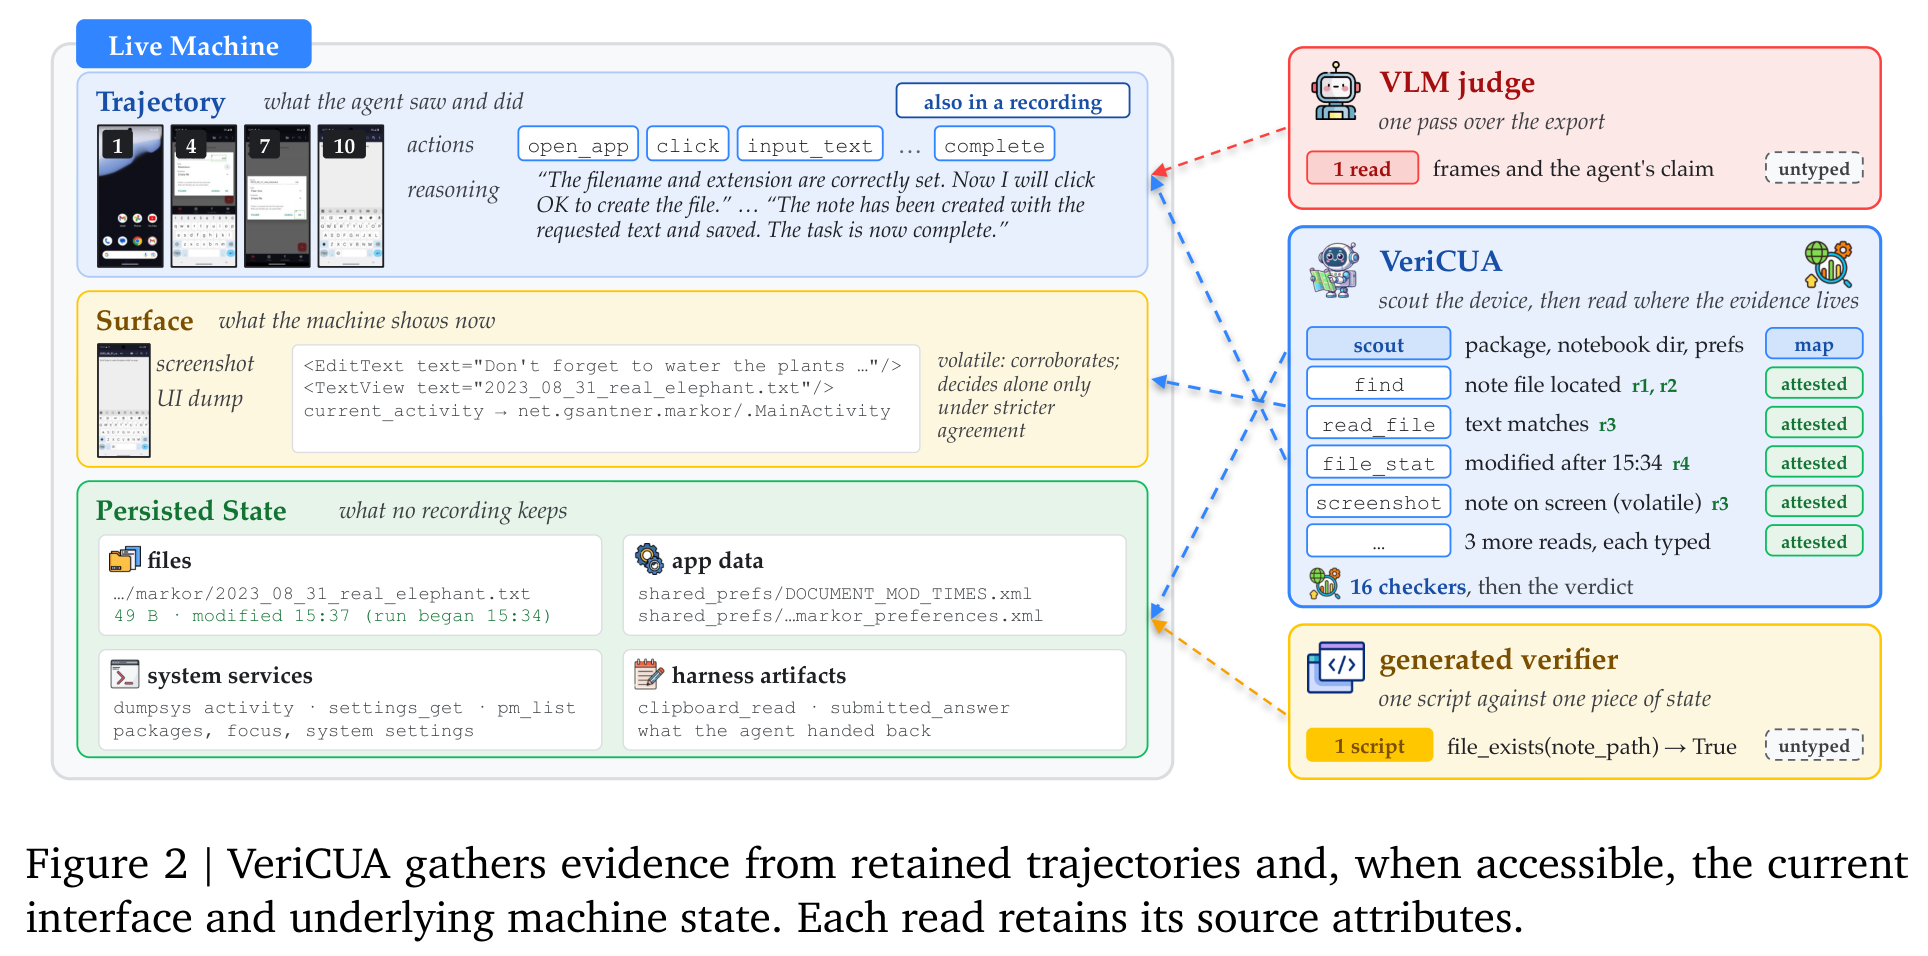 Live Machine
Trajectory what the agent saw and did
also in a recording
1 4 7 10
actions open_app click input_text … complete
reasoning “The filename and extension are correctly set. Now I will click
OK to create the file.” … “The note has been created with the
requested text and saved. The task is now complete.”
Surface what the machine shows now
screenshot
UI dump
<EditText text="Don't forget to water the plants …"/>
<TextView text="2023_08_31_real_elephant.txt"/>
current_activity → net.gsantner.markor/.MainActivity
volatile: corroborates;
decides alone only
under stricter
agreement
Persisted State what no recording keeps
files
…/markor/2023_08_31_real_elephant.txt
49 B · modified 15:37 (run began 15:34)
app data
shared_prefs/DOCUMENT_MOD_TIMES.xml
shared_prefs/…markor_preferences.xml
system services
dumpsys activity · settings_get · pm_list
packages, focus, system settings
harness artifacts
clipboard_read · submitted_answer
what the agent handed back
VLM judge
one pass over the export
1 read frames and the agent's claim untyped
VeriCUA
scout the device, then read where the evidence lives
scout package, notebook dir, prefs map
find note file located r1, r2 attested
read_file text matches r3 attested
file_stat modified after 15:34 r4 attested
screenshot note on screen (volatile) r3 attested
… 3 more reads, each typed attested
16 checkers, then the verdict
</> generated verifier
one script against one piece of state
1 script file_exists(note_path) → True untyped
Figure 2 | VeriCUA gathers evidence from retained trajectories and, when accessible, the current
interface and underlying machine state. Each read retains its source attributes.